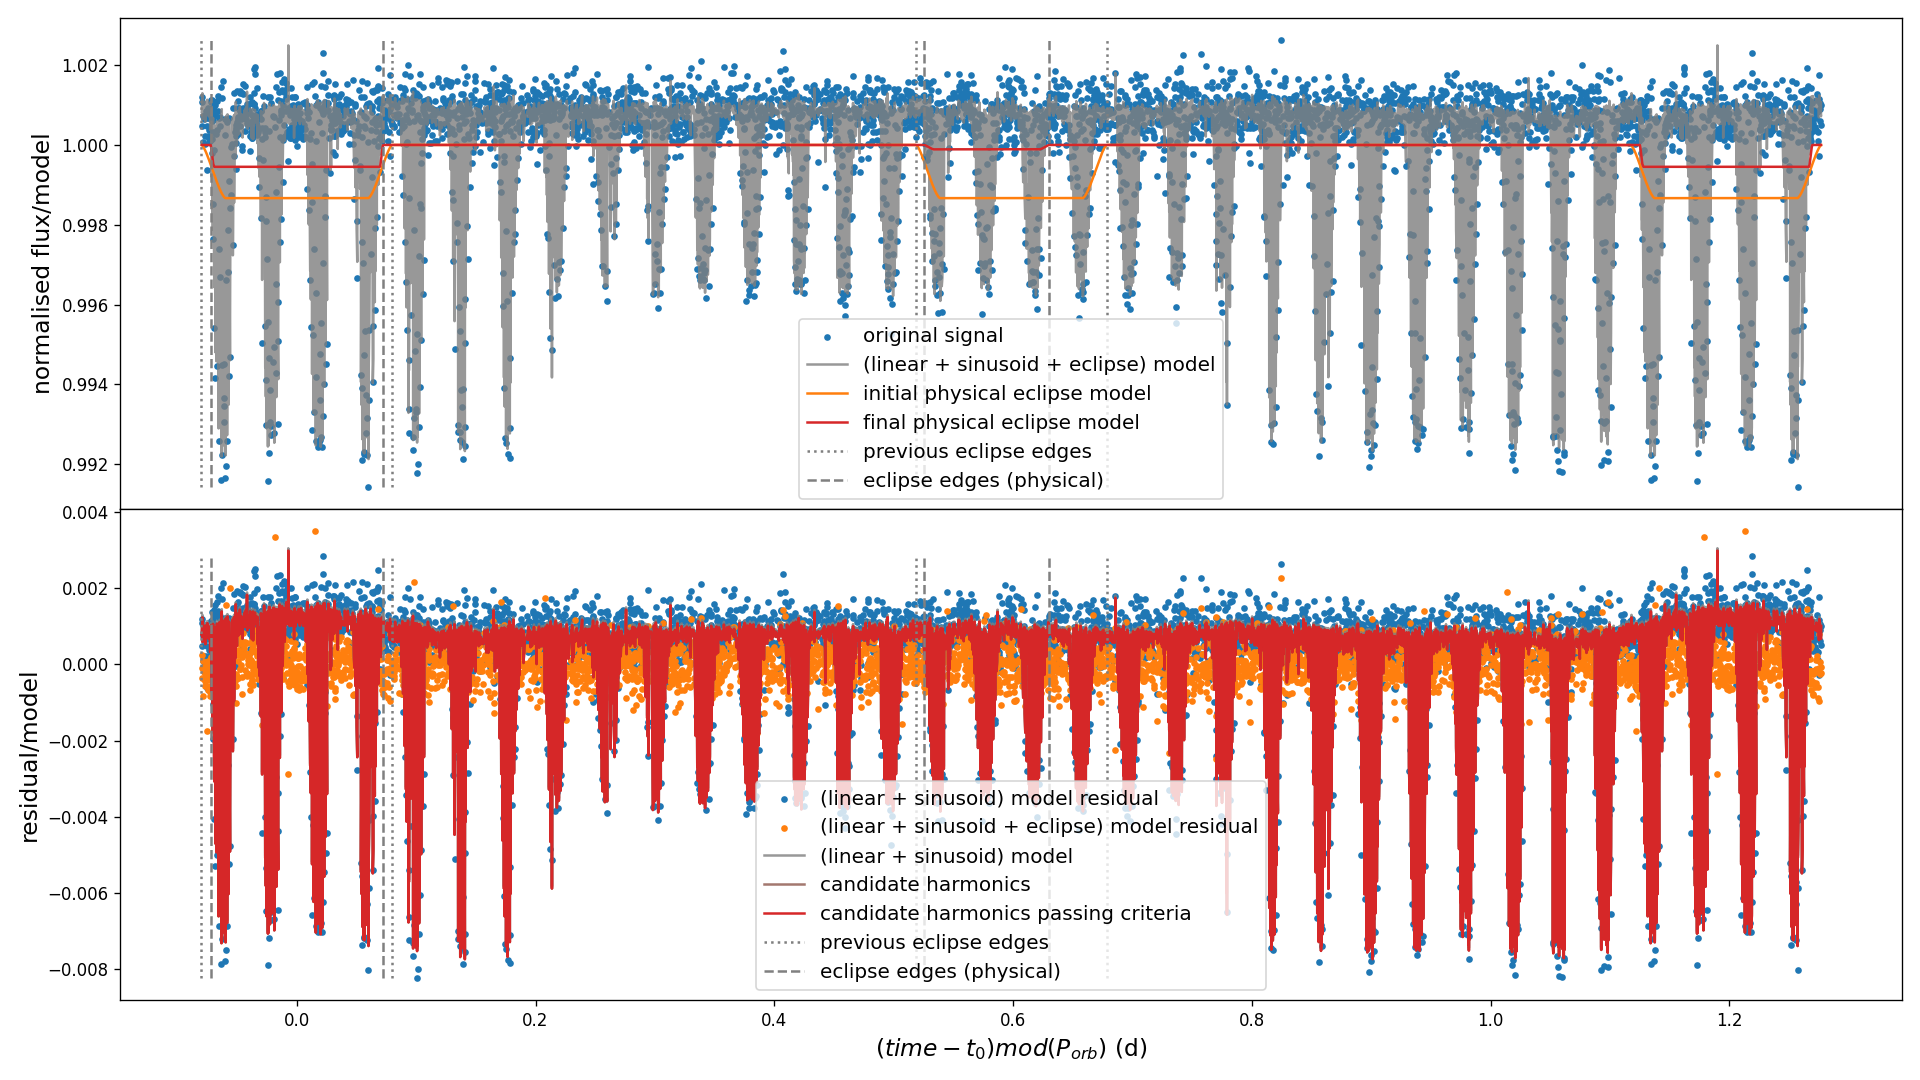 normalised flux/model
1.002
1.000
0.998
0.996
0.994
0.992
original signal
(linear + sinusoid + eclipse) model
initial physical eclipse model
final physical eclipse model
previous eclipse edges
eclipse edges (physical)
residual/model
0.004
0.002
0.000
−0.002
−0.004
−0.006
−0.008
(linear + sinusoid) model residual
(linear + sinusoid + eclipse) model residual
(linear + sinusoid) model
candidate harmonics
candidate harmonics passing criteria
previous eclipse edges
eclipse edges (physical)
0.0 0.2 0.4 0.6 0.8 1.0 1.2
(time − t₀)mod(Pₒᵣb) (d)